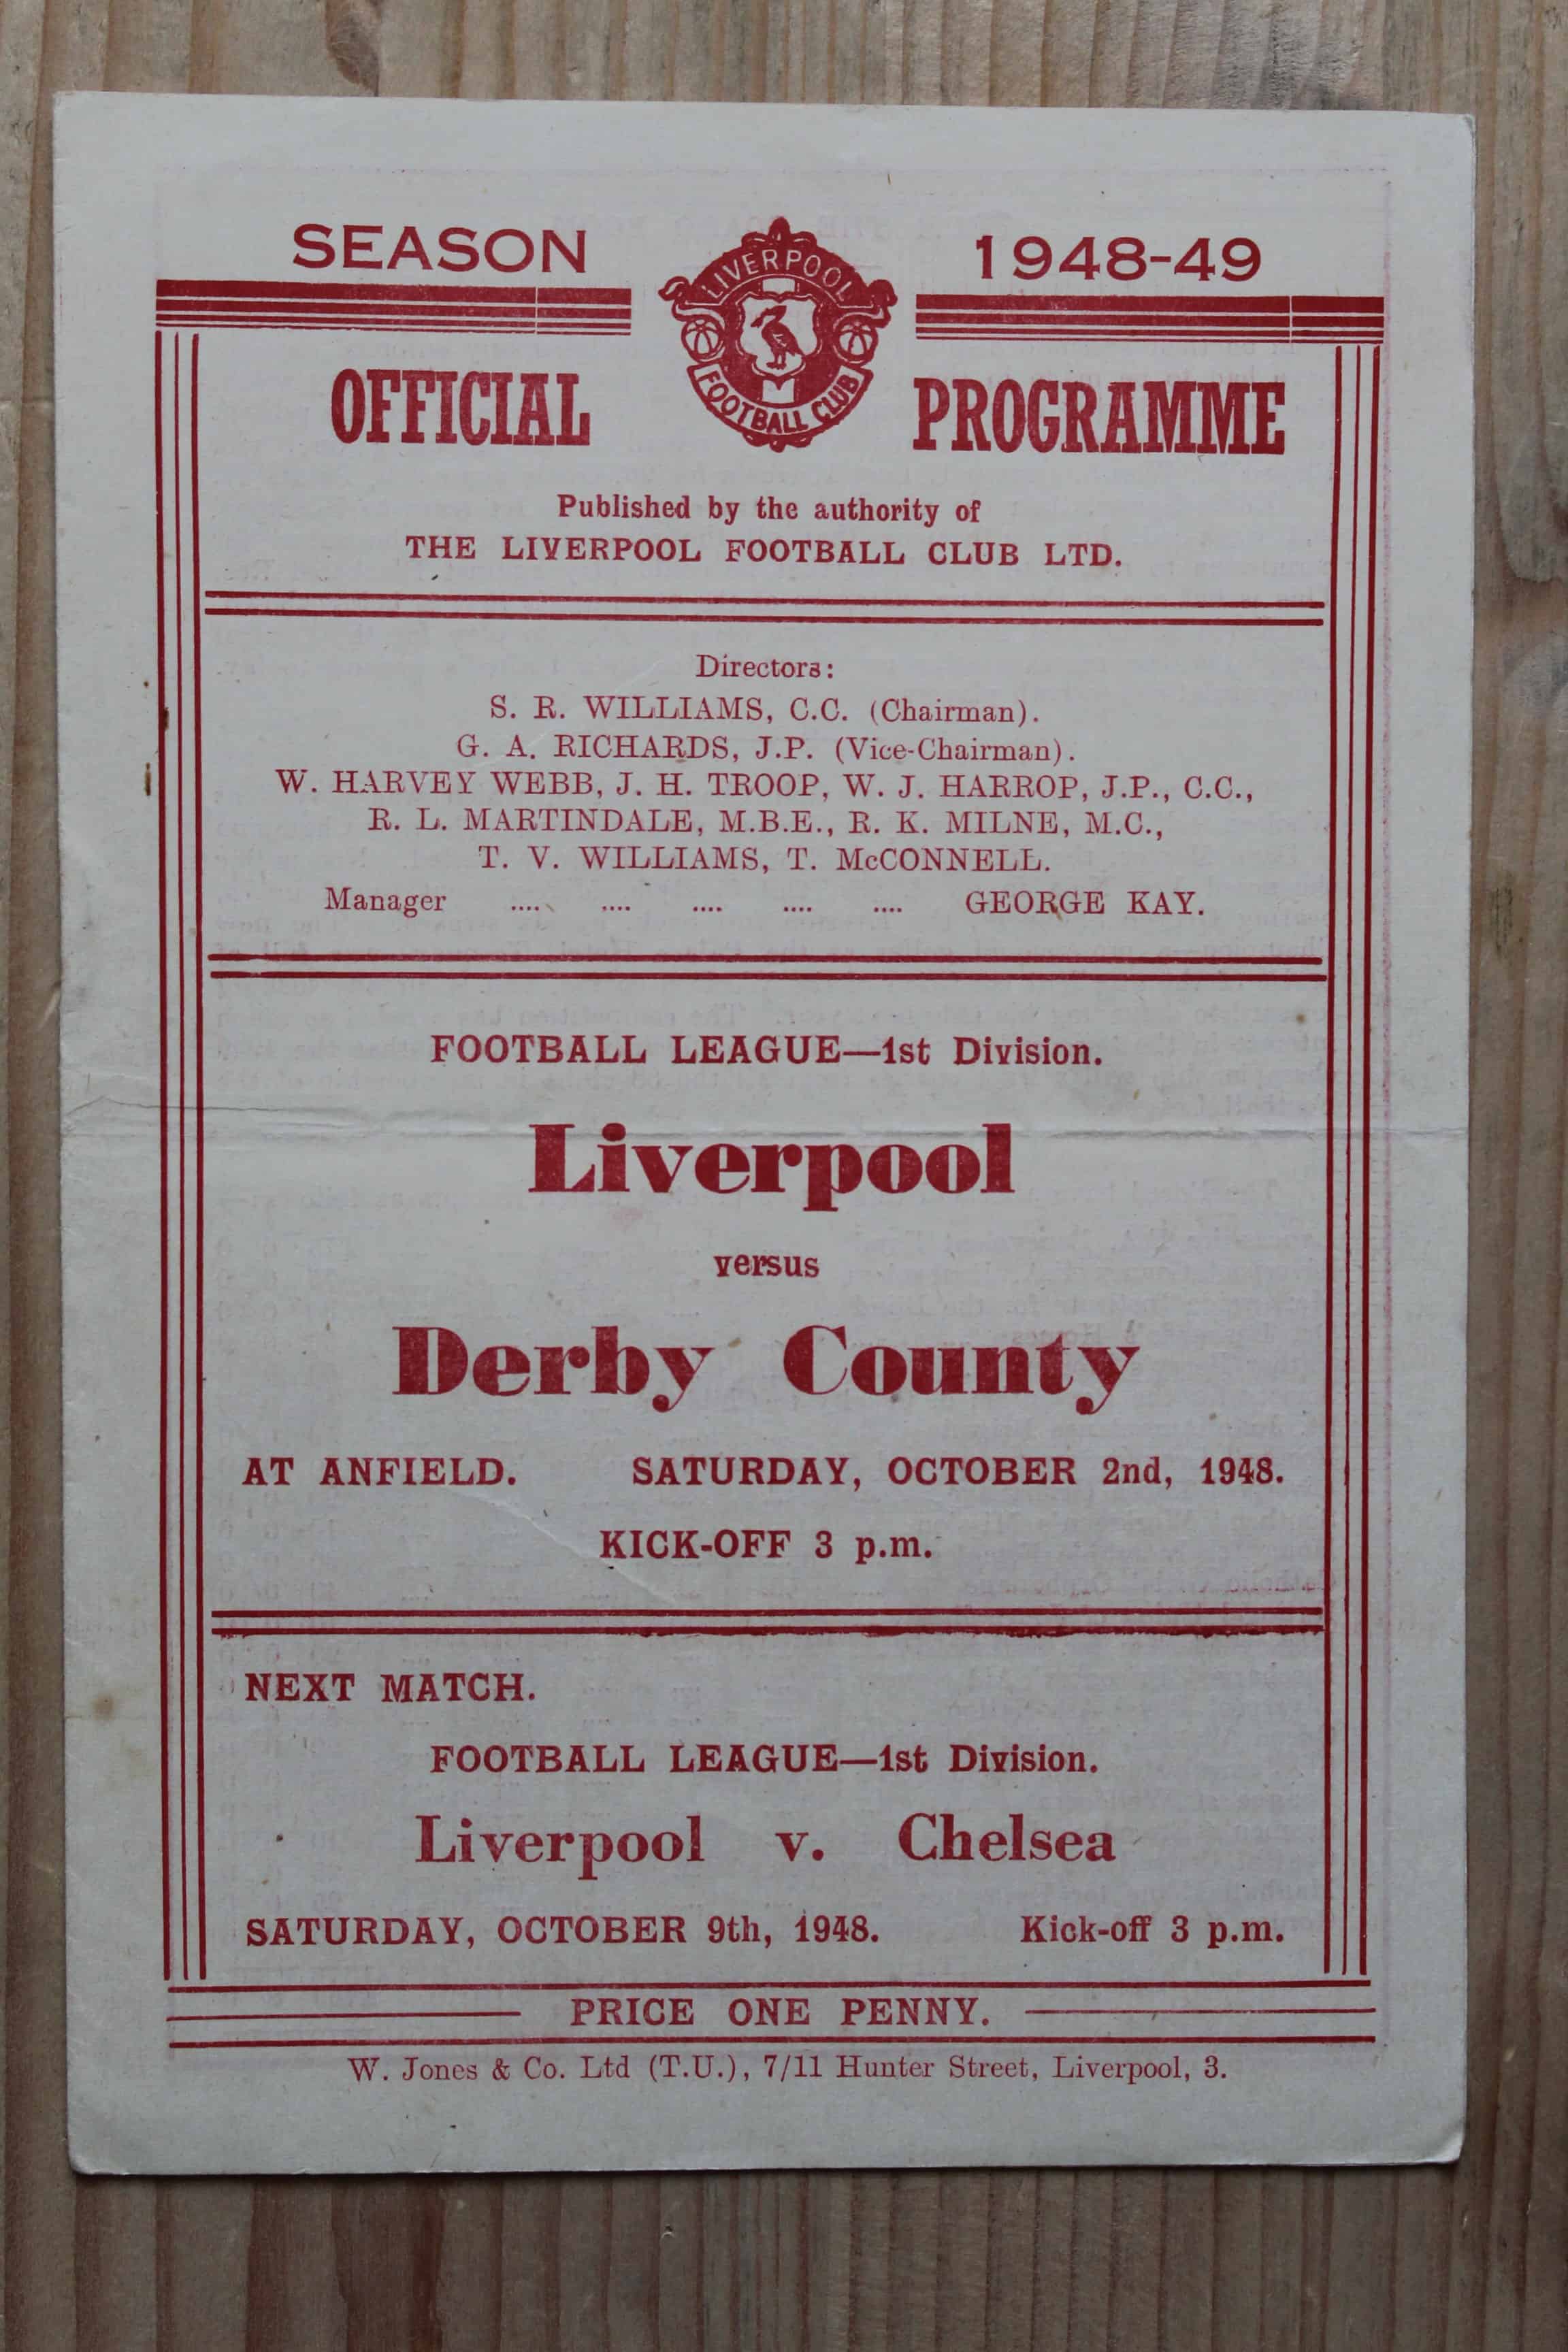 SEASON 1948-49
LIVERPOOL
FOOTBALL CLUB
OFFICIAL PROGRAMME
Published by the authority of
THE LIVERPOOL FOOTBALL CLUB LTD.
Directors:
S. R. WILLIAMS, C.C. (Chairman).
G. A. RICHARDS, J.P. (Vice-Chairman).
W. HARVEY WEBB, J. H. TROOP, W. J. HARROP, J.P., C.C.,
R. L. MARTINDALE, M.B.E., R. K. MILNE, M.C.,
T. V. WILLIAMS, T. McCONNELL.
Manager .... .... .... .... .... GEORGE KAY.
FOOTBALL LEAGUE—1st Division.
Liverpool
versus
Derby County
AT ANFIELD. SATURDAY, OCTOBER 2nd, 1948.
KICK-OFF 3 p.m.
NEXT MATCH.
FOOTBALL LEAGUE—1st Division.
Liverpool v. Chelsea
SATURDAY, OCTOBER 9th, 1948. Kick-off 3 p.m.
PRICE ONE PENNY.
W. Jones & Co. Ltd (T.U.), 7/11 Hunter Street, Liverpool, 3.